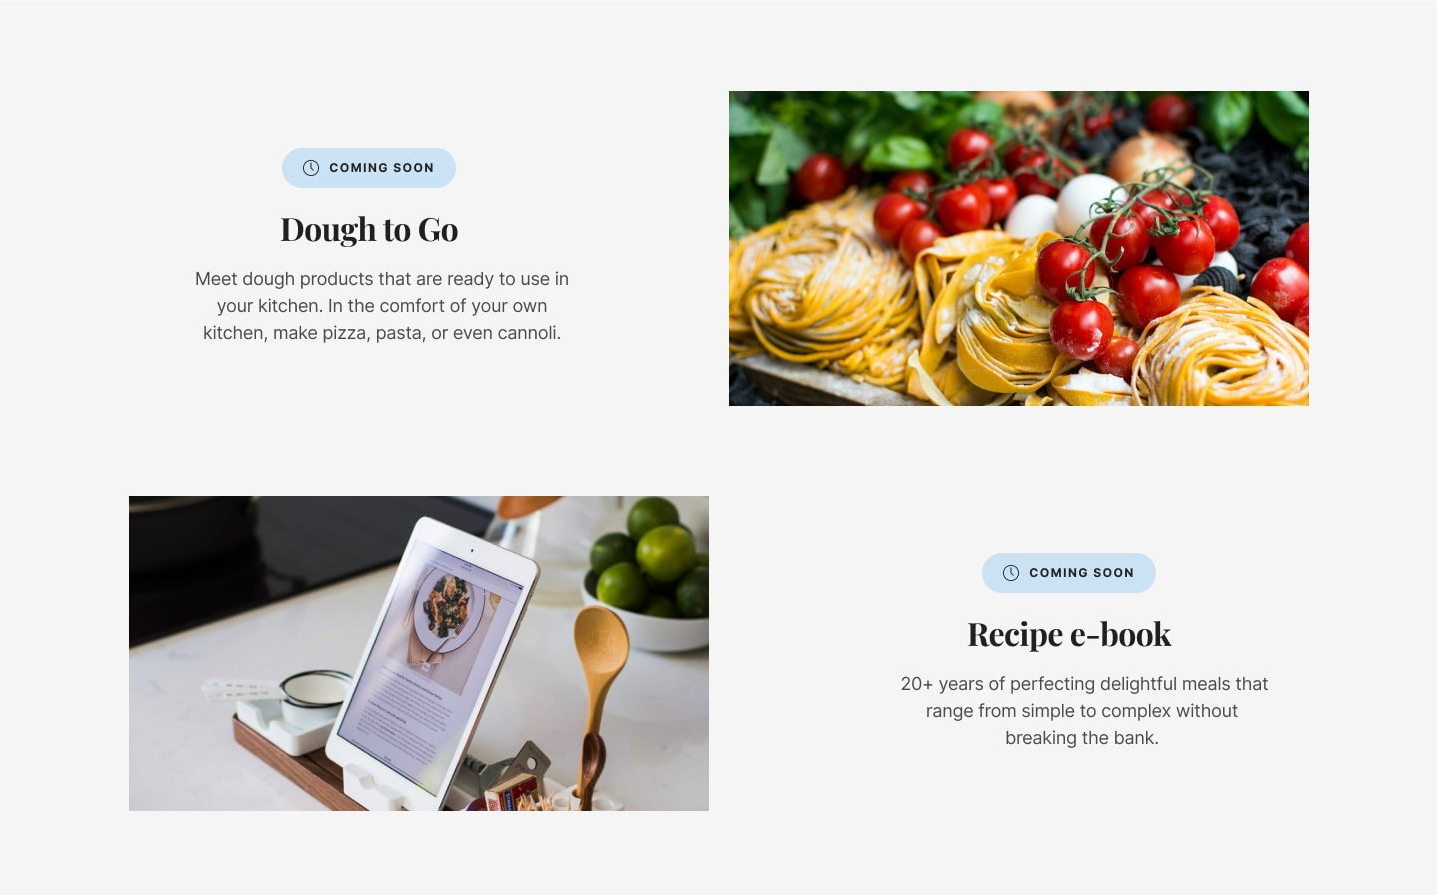 COMING SOON
Dough to Go
Meet dough products that are ready to use in
your kitchen. In the comfort of your own
kitchen, make pizza, pasta, or even cannoli.
COMING SOON
Recipe e-book
20+ years of perfecting delightful meals that
range from simple to complex without
breaking the bank.